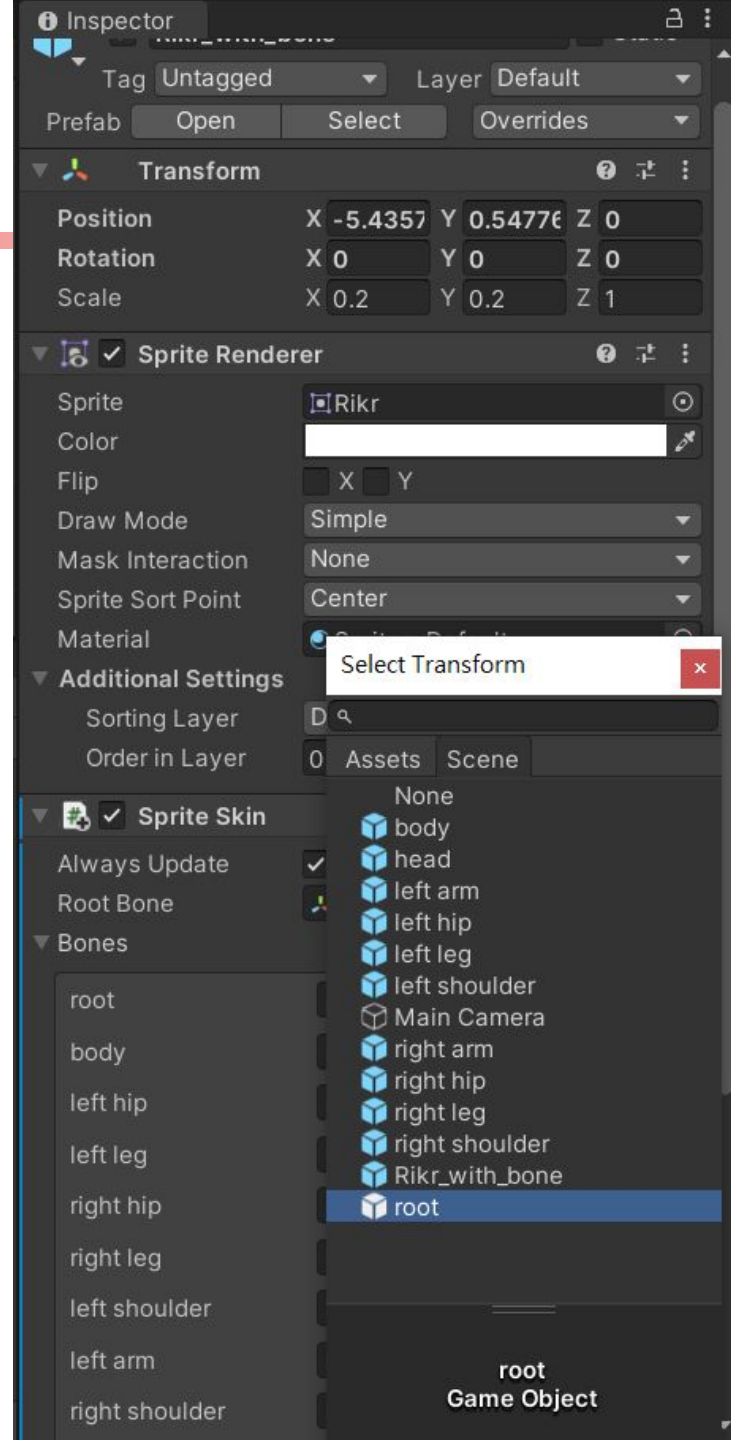 Inspector
Rikr_with_bone
Tag Untagged Layer Default
Prefab Open Select Overrides
Transform
Position X -5.4357 Y 0.54776 Z 0
Rotation X 0 Y 0 Z 0
Scale X 0.2 Y 0.2 Z 1
Sprite Renderer
Sprite Rikr
Color
Flip X Y
Draw Mode Simple
Mask Interaction None
Sprite Sort Point Center
Material
Additional Settings
Sorting Layer D
Order in Layer 0
Sprite Skin
Always Update
Root Bone
Bones
root
body
left hip
left leg
right hip
right leg
left shoulder
left arm
right shoulder
Select Transform
x
Assets Scene
None
body
head
left arm
left hip
left leg
left shoulder
Main Camera
right arm
right hip
right leg
right shoulder
Rikr_with_bone
root
root
Game Object